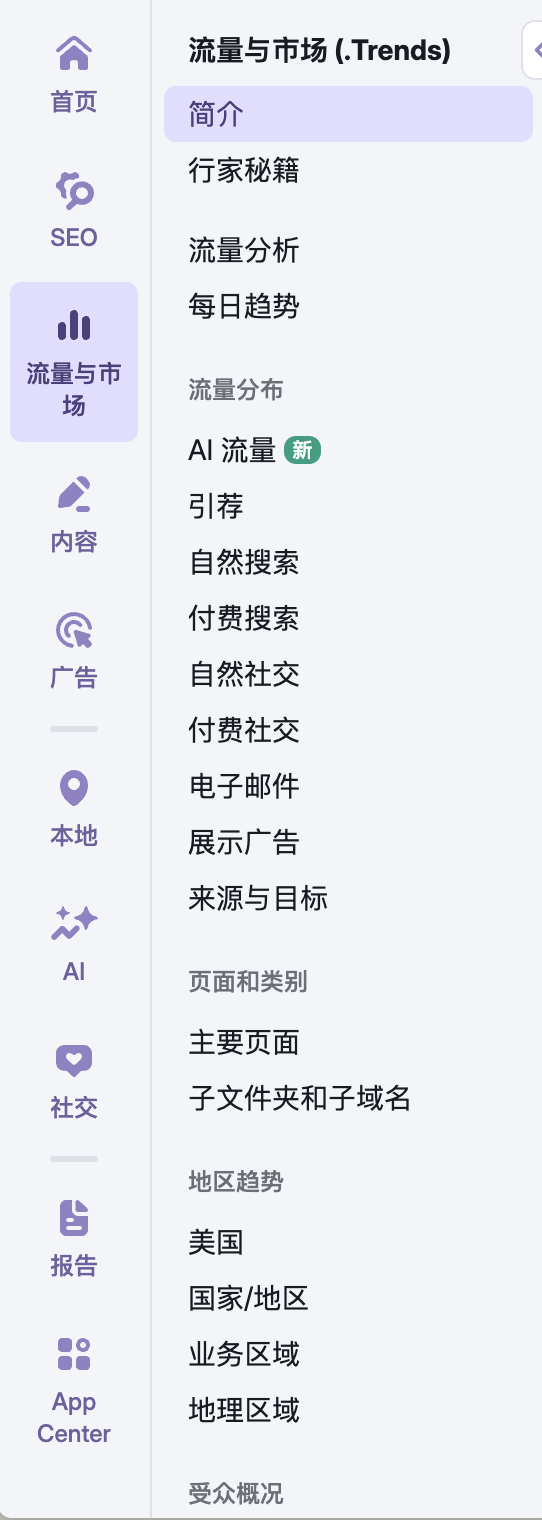 首页
SEO
流量与市
场
内容
广告
本地
AI
社交
报告
App
Center
流量与市场 (.Trends)
简介
行家秘籍
流量分析
每日趋势
流量分布
AI 流量 新
引荐
自然搜索
付费搜索
自然社交
付费社交
电子邮件
展示广告
来源与目标
页面和类别
主要页面
子文件夹和子域名
地区趋势
美国
国家/地区
业务区域
地理区域
受众概况